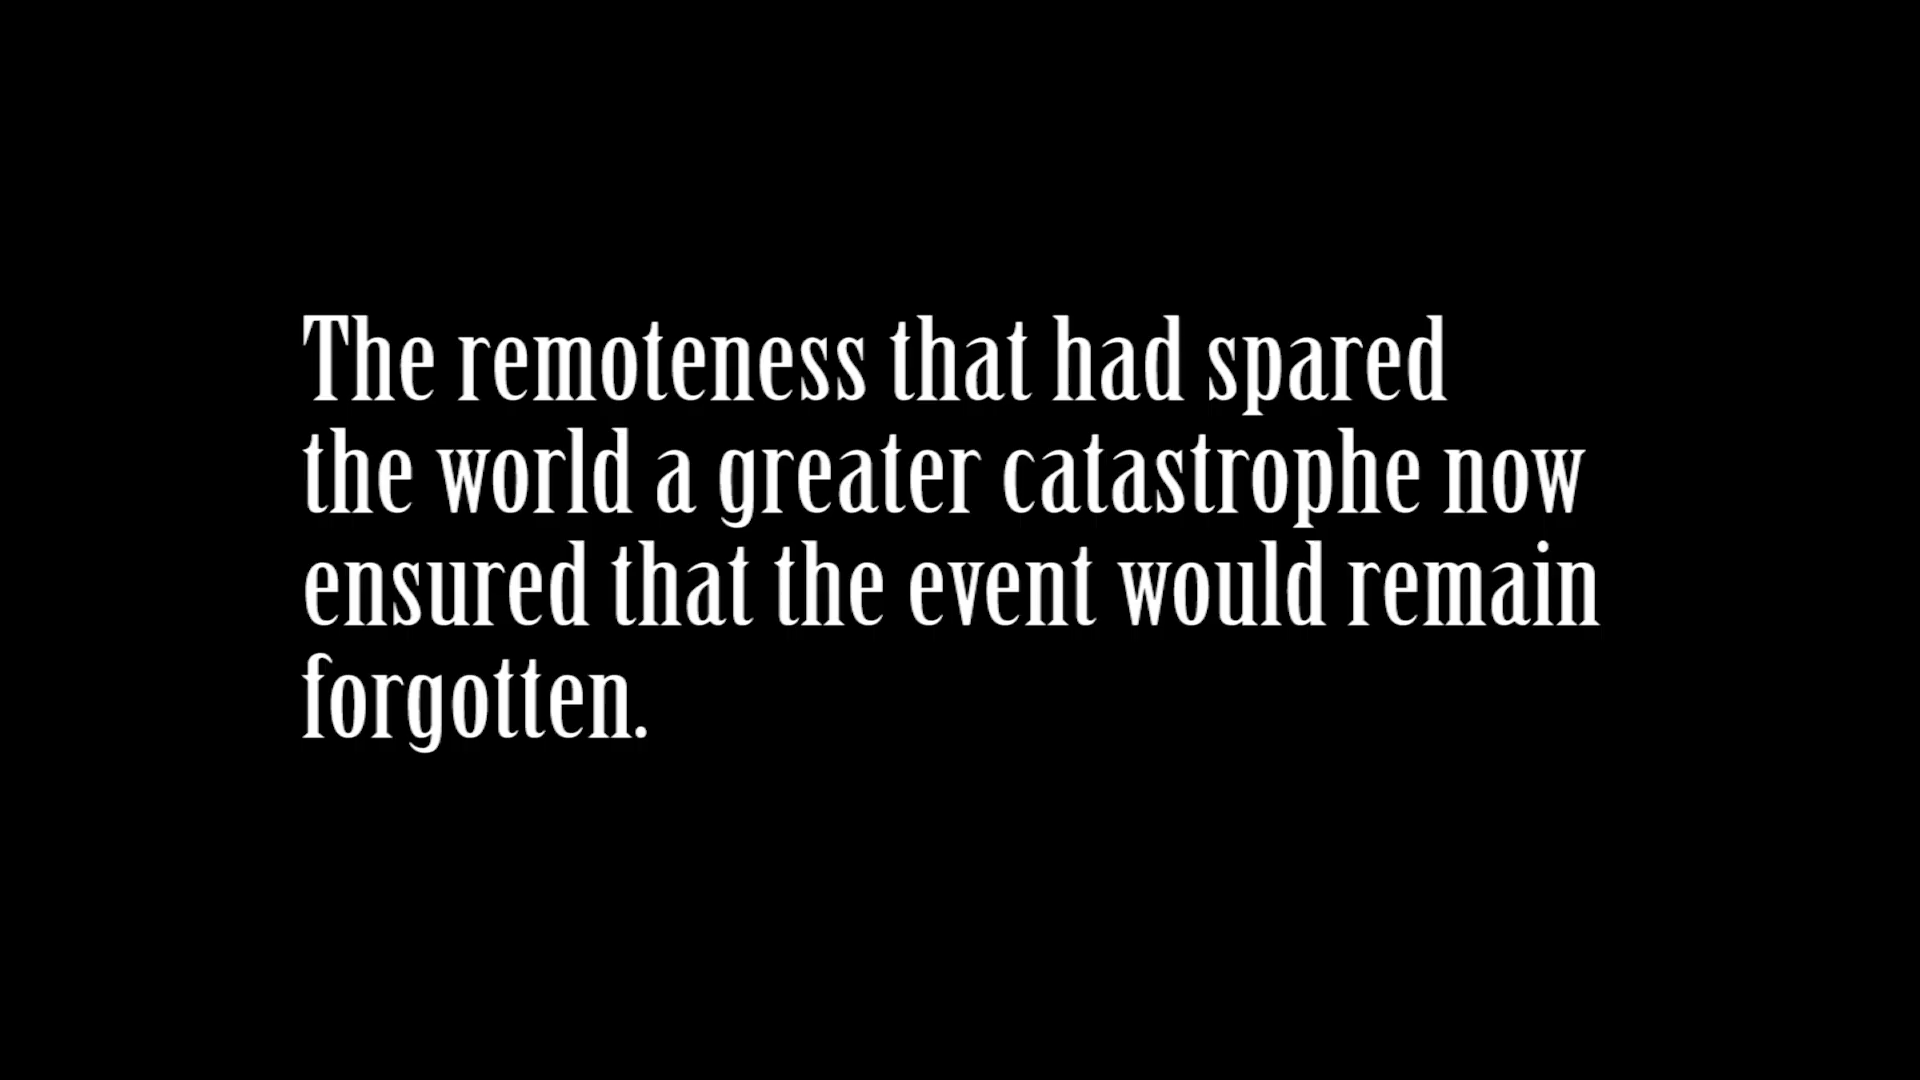 The remoteness that had spared
the world a greater catastrophe now
ensured that the event would remain
forgotten.